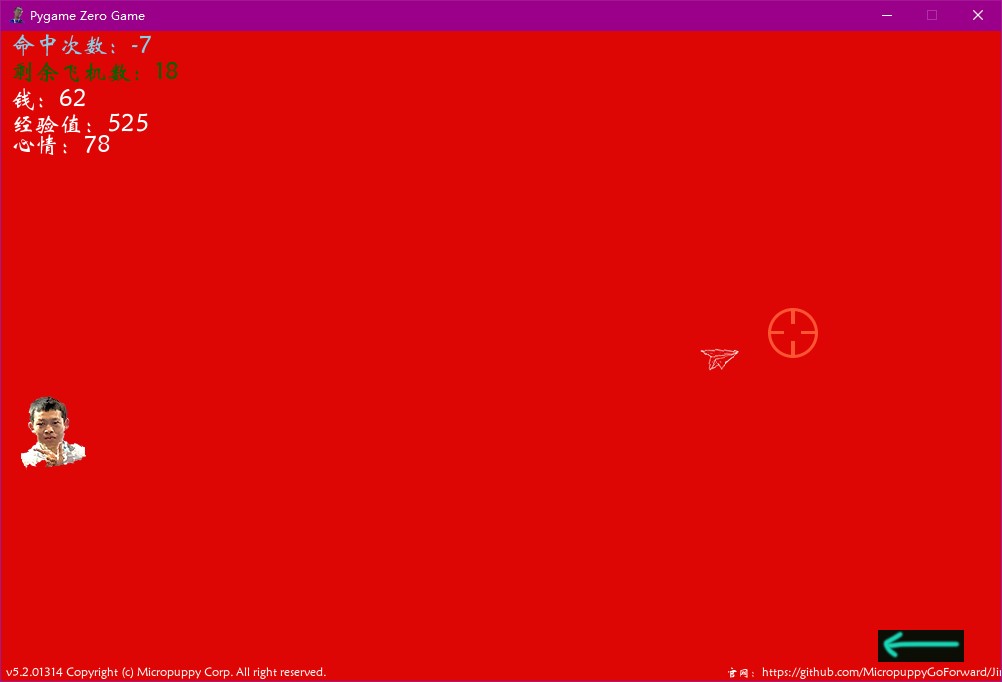 Pygame Zero Game
命中次数：-7
剩余飞机数：18
钱：62
经验值：525
心情：78
v5.2.01314 Copyright (c) Micropuppy Corp. All right reserved.
官网：https://github.com/MicropuppyGoForward/Ji